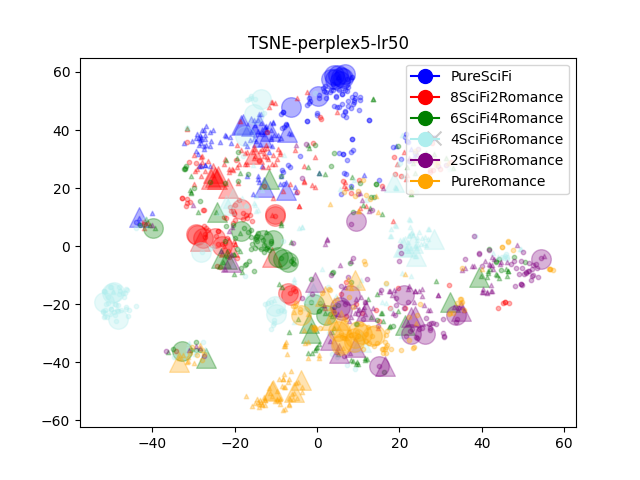 TSNE-perplex5-lr50
PureSciFi
8SciFi2Romance
6SciFi4Romance
4SciFi6Romance
2SciFi8Romance
PureRomance
60
40
20
0
−20
−40
−60
−40
−20
0
20
40
60